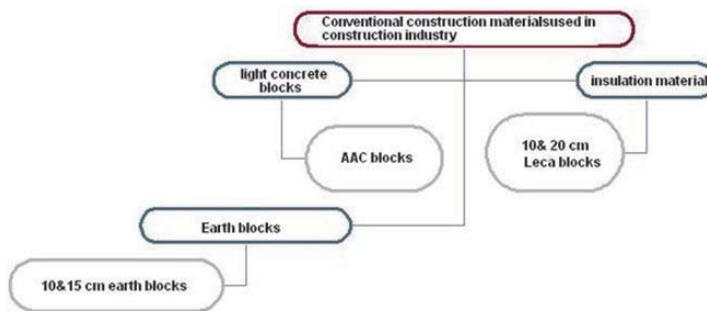 Conventional construction materialsused in
construction industry
light concrete
blocks
insulation material
AAC blocks
10& 20 cm
Leca blocks
Earth blocks
10&15 cm earth blocks